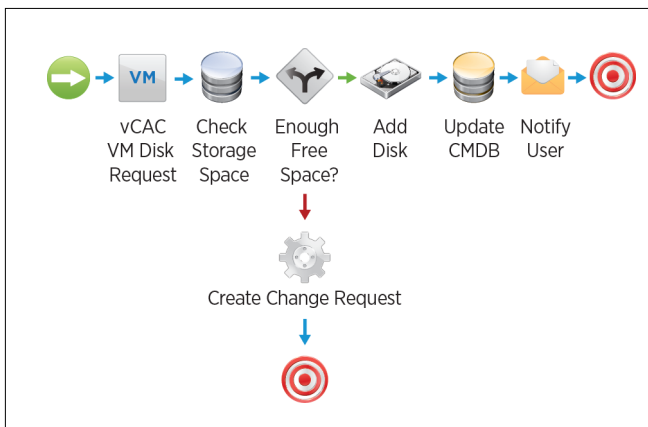 VM
vCAC
VM Disk
Request
Check
Storage
Space
Enough
Free
Space?
Add
Disk
Update
CMDB
Notify
User
Create Change Request